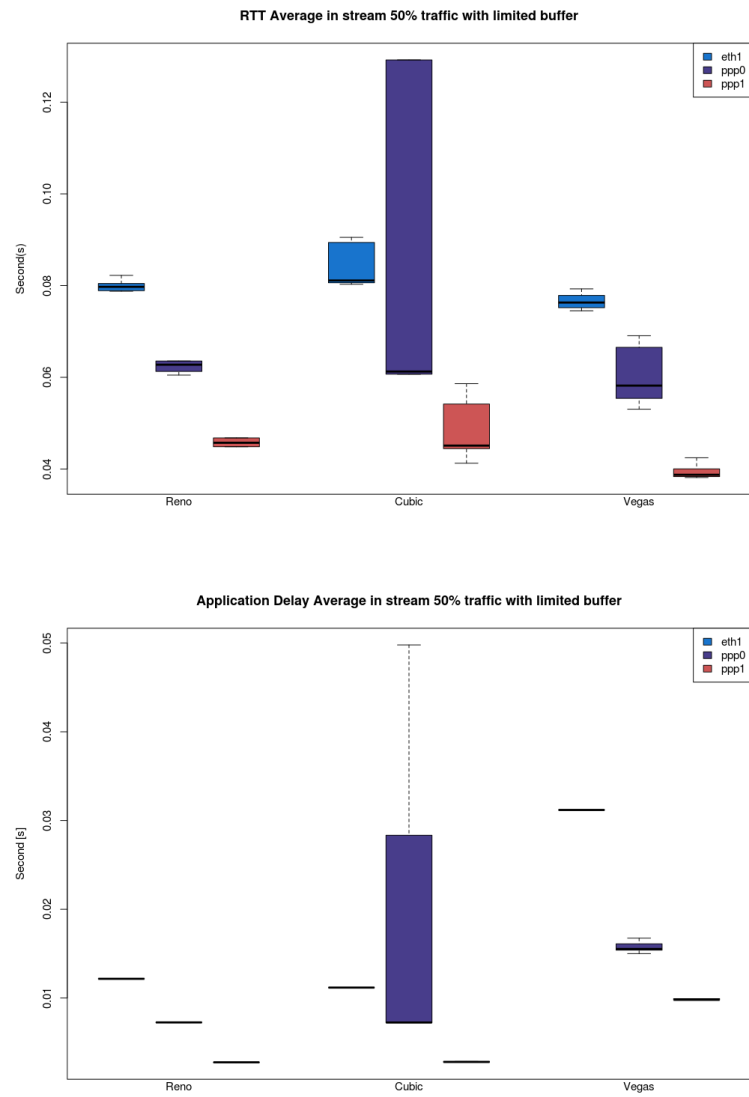 RTT Average in stream 50% traffic with limited buffer
eth1
ppp0
ppp1
Second(s)
0.12
0.10
0.08
0.06
0.04
Reno Cubic Vegas
Application Delay Average in stream 50% traffic with limited buffer
eth1
ppp0
ppp1
Second [s]
0.05
0.04
0.03
0.02
0.01
Reno Cubic Vegas